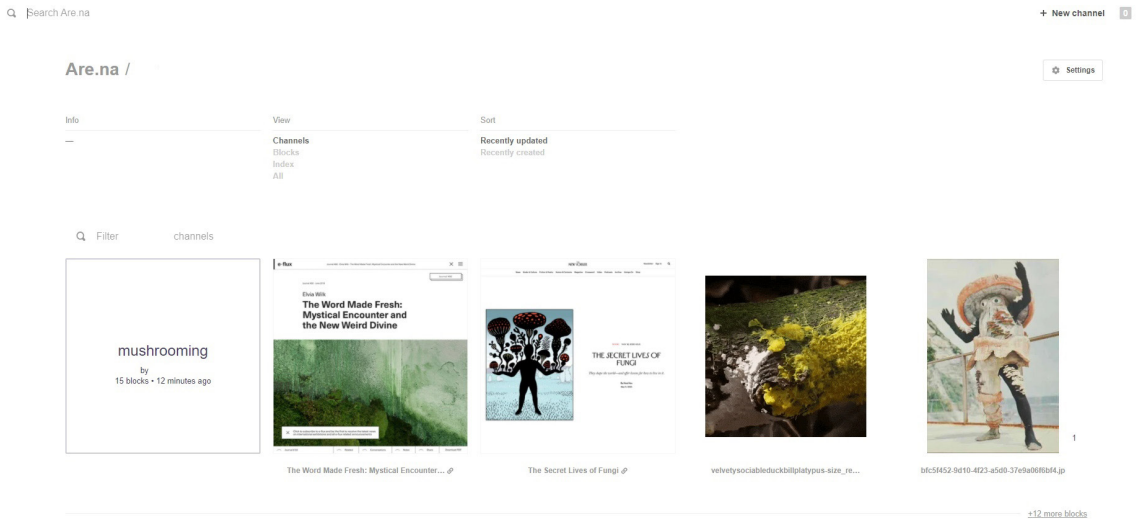 Search Are.na
+ New channel
0
Are.na /
Settings
Info
—
View
Channels
Blocks
Index
All
Sort
Recently updated
Recently created
Filter channels
mushrooming
by
15 blocks • 12 minutes ago
e-flux
Elvia Wilk
The Word Made Fresh:
Mystical Encounter and
the New Weird Divine
The Word Made Fresh: Mystical Encounter...
THE SECRET LIVES OF
FUNGI
The Secret Lives of Fungi
velvetysociableduckbillplatypus-size_re...
1
bfc5f452-9d10-4f23-a5d0-37e9a06f6bf4.jp
+12 more blocks